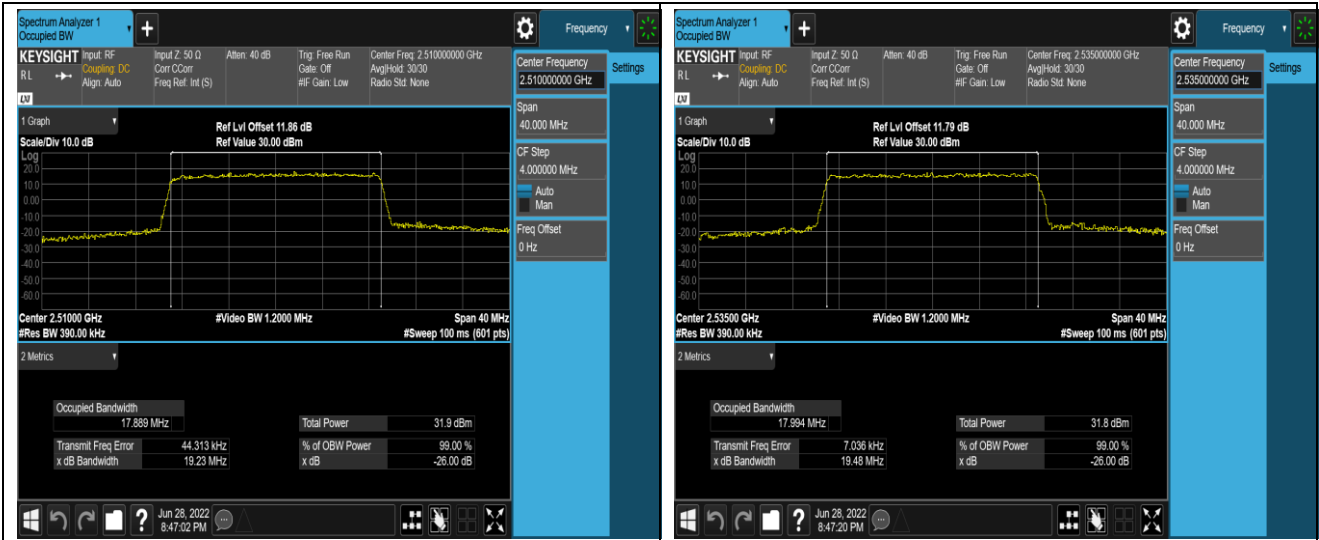 Spectrum Analyzer 1
Occupied BW
+
Frequency
KEYSIGHT Input: RF Input Z: 50 Ω Atten: 40 dB Trig: Free Run Center Freq: 2.510000000 GHz
Coupling: DC Corr CCorr Gate: Off Avg|Hold: 30/30
RL Align: Auto Freq Ref: Int (S) #IF Gain: Low Radio Std: None
LXI
Center Frequency
2.510000000 GHz
Settings
Span
40.000 MHz
CF Step
4.000000 MHz
Auto
Man
Freq Offset
0 Hz
1 Graph
Ref Lvl Offset 11.86 dB
Scale/Div 10.0 dB Ref Value 30.00 dBm
Log
20.0
10.0
0.00
-10.0
-20.0
-30.0
-40.0
-50.0
-60.0
Center 2.51000 GHz #Video BW 1.2000 MHz Span 40 MHz
#Res BW 390.00 kHz #Sweep 100 ms (601 pts)
2 Metrics
Occupied Bandwidth
17.889 MHz Total Power 31.9 dBm
Transmit Freq Error 44.313 kHz % of OBW Power 99.00 %
x dB Bandwidth 19.23 MHz x dB -26.00 dB
? Jun 28, 2022
8:47:02 PM
Spectrum Analyzer 1
Occupied BW
+
Frequency
KEYSIGHT Input: RF Input Z: 50 Ω Atten: 40 dB Trig: Free Run Center Freq: 2.535000000 GHz
Coupling: DC Corr CCorr Gate: Off Avg|Hold: 30/30
RL Align: Auto Freq Ref: Int (S) #IF Gain: Low Radio Std: None
LXI
Center Frequency
2.535000000 GHz
Settings
Span
40.000 MHz
CF Step
4.000000 MHz
Auto
Man
Freq Offset
0 Hz
1 Graph
Ref Lvl Offset 11.79 dB
Scale/Div 10.0 dB Ref Value 30.00 dBm
Log
20.0
10.0
0.00
-10.0
-20.0
-30.0
-40.0
-50.0
-60.0
Center 2.53500 GHz #Video BW 1.2000 MHz Span 40 MHz
#Res BW 390.00 kHz #Sweep 100 ms (601 pts)
2 Metrics
Occupied Bandwidth
17.994 MHz Total Power 31.8 dBm
Transmit Freq Error 7.036 kHz % of OBW Power 99.00 %
x dB Bandwidth 19.48 MHz x dB -26.00 dB
? Jun 28, 2022
8:47:20 PM